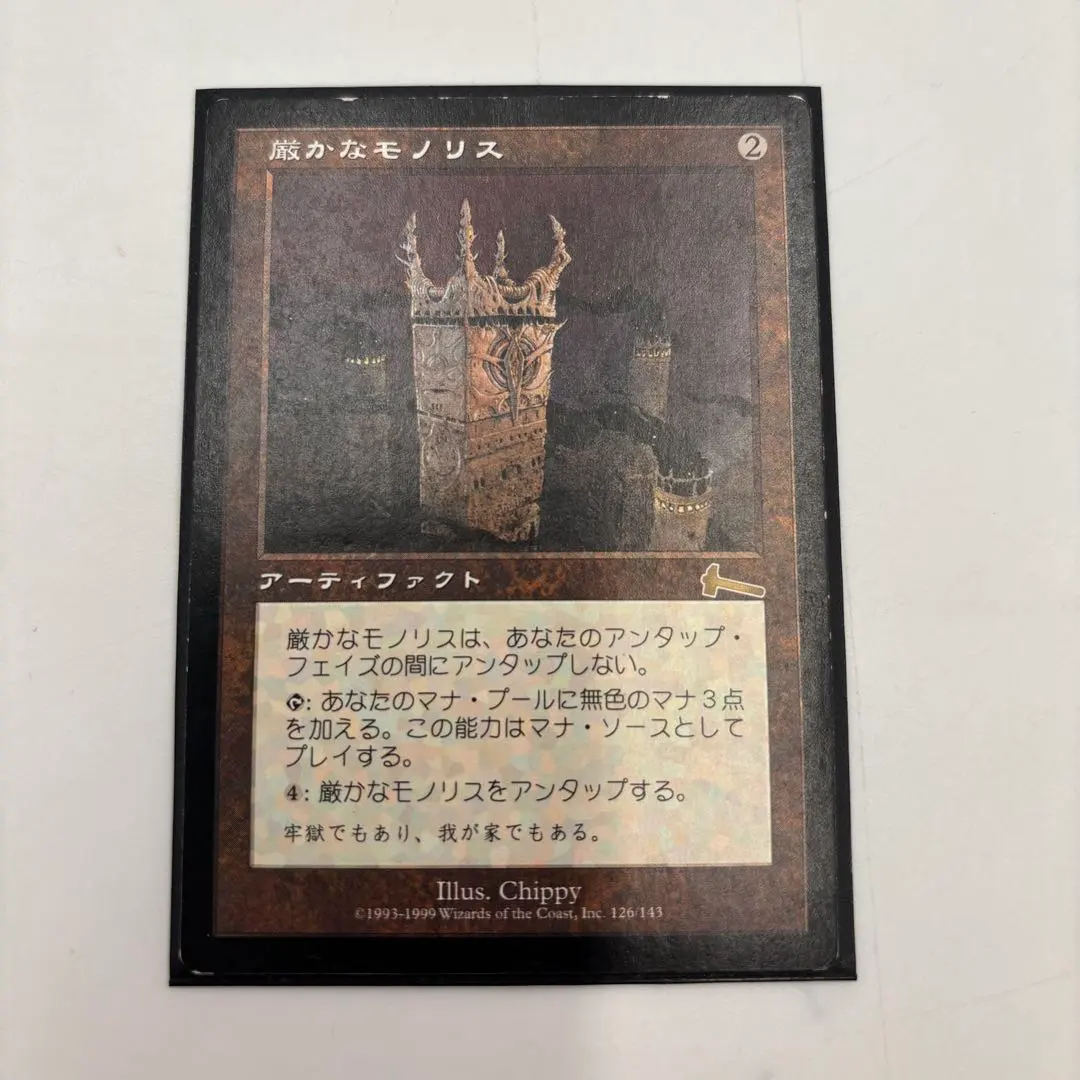 厳かなモノリス
2
アーティファクト
厳かなモノリスは、あなたのアンタップ・
フェイズの間にアンタップしない。
: あなたのマナ・プールに無色のマナ3点
を加える。この能力はマナ・ソースとして
プレイする。
4: 厳かなモノリスをアンタップする。
牢獄でもあり、我が家でもある。
Illus. Chippy
©1993-1999 Wizards of the Coast, Inc. 126/143